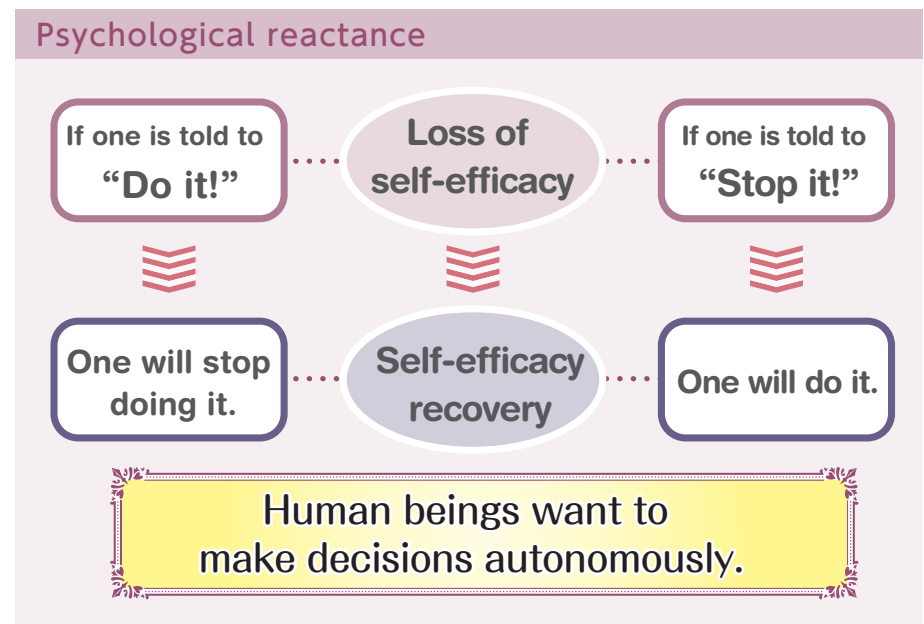 Psychological reactance
If one is told to
“Do it!”
Loss of
self-efficacy
If one is told to
“Stop it!”
One will stop
doing it.
Self-efficacy
recovery
One will do it.
Human beings want to
make decisions autonomously.